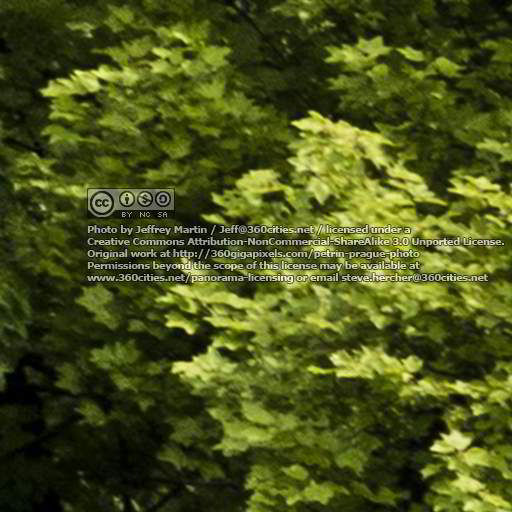 cc BY NC SA
Photo by Jeffrey Martin / Jeff@360cities.net / licensed under a
Creative Commons Attribution-NonCommercial-ShareAlike 3.0 Unported License.
Original work at http://360gigapixels.com/petrin-prague-photo
Permissions beyond the scope of this license may be available at
www.360cities.net/panorama-licensing or email steve.hercher@360cities.net